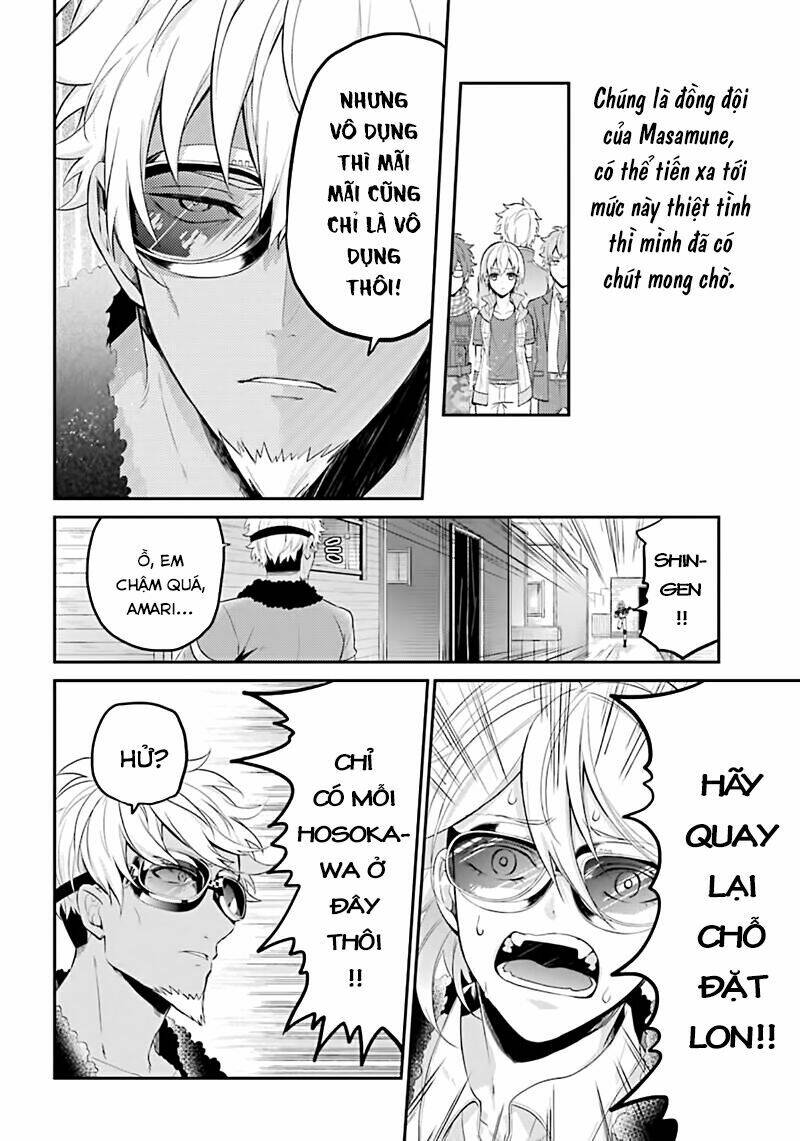 Chúng là đồng đội
của Masamune,
có thể tiến xa tới
mức này thiệt tình
thì mình đã có
chút mong chờ.
NHƯNG
VÔ DỤNG
THÌ MÃI
MÃI CŨNG
CHỈ LÀ VÔ
DỤNG
THÔI!
SHIN-
GEN
!!
Ồ, EM
CHẬM QUÁ,
AMARI...
HÃY
QUAY
LẠI
CHỖ
ĐẶT
LON!!
CHỈ
CÓ MỖI
HOSOKA-
WA Ở
ĐÂY
THÔI
!!
HỬ?